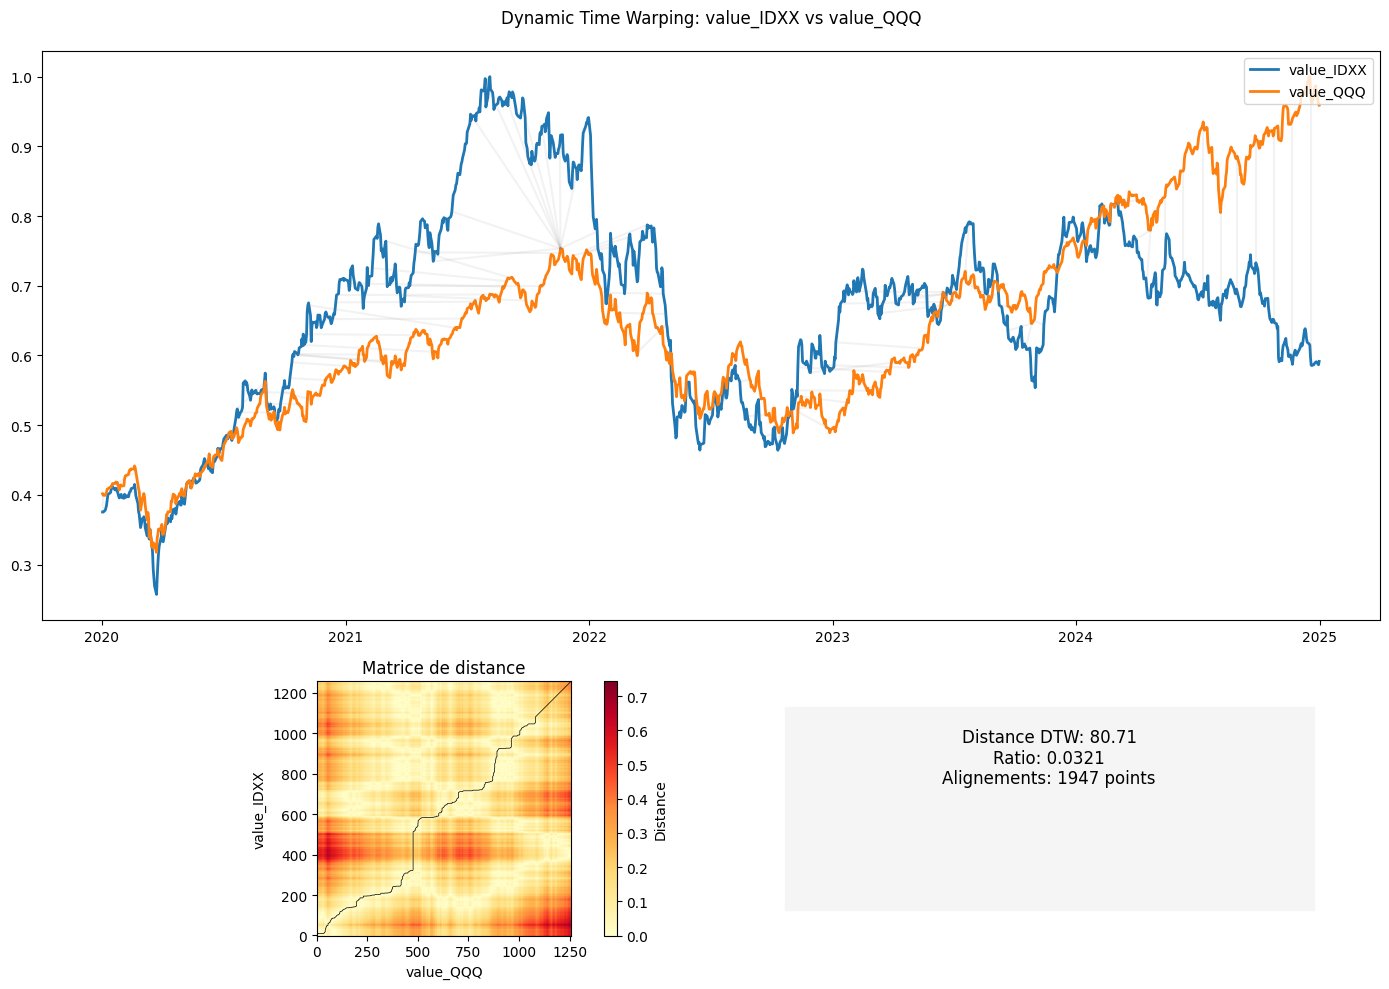 Dynamic Time Warping: value_IDXX vs value_QQQ
1.0
0.9
0.8
0.7
0.6
0.5
0.4
0.3
value_IDXX
value_QQQ
2020 2021 2022 2023 2024 2025
Matrice de distance
1200
1000
800
600
400
200
0
value_IDXX
0 250 500 750 1000 1250
value_QQQ
0.7
0.6
0.5
0.4
0.3
0.2
0.1
0.0
Distance
Distance DTW: 80.71
Ratio: 0.0321
Alignements: 1947 points